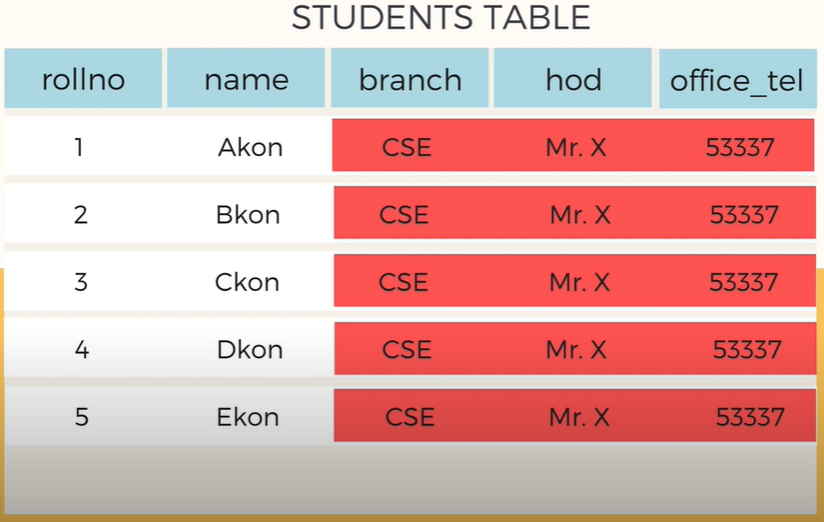 STUDENTS TABLE
rollno name branch hod office_tel
1 Akon CSE Mr. X 53337
2 Bkon CSE Mr. X 53337
3 Ckon CSE Mr. X 53337
4 Dkon CSE Mr. X 53337
5 Ekon CSE Mr. X 53337